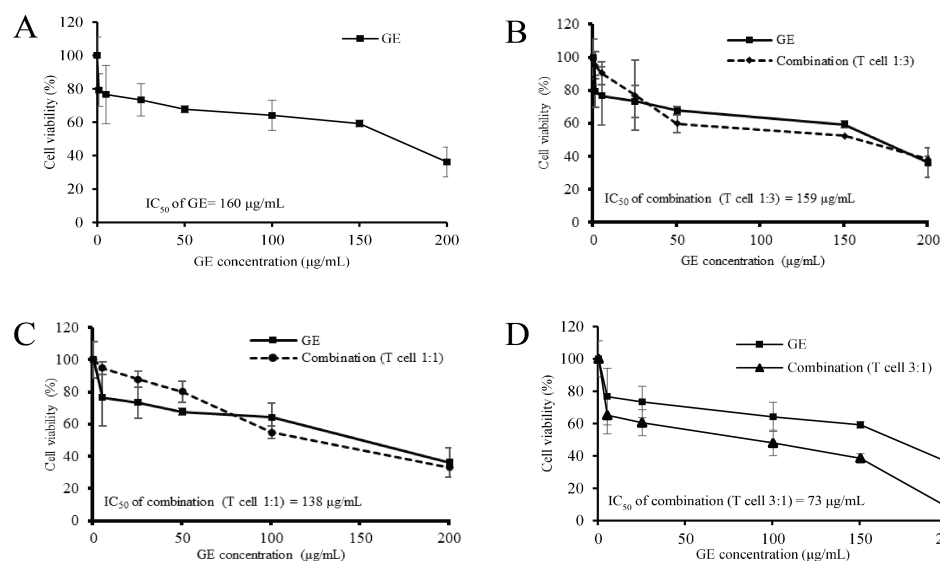 A
120
100
80
60
40
20
0
Cell viability (%)
GE
IC50 of GE= 160 µg/mL
0 50 100 150 200
GE concentration (µg/mL)
B
120
100
80
60
40
20
0
Cell viability (%)
GE
Combination (T cell 1:3)
IC50 of combination (T cell 1:3) = 159 µg/mL
0 50 100 150 200
GE concentration (µg/mL)
C
120
100
80
60
40
20
0
Cell viability (%)
GE
Combination (T cell 1:1)
IC50 of combination (T cell 1:1) = 138 µg/mL
0 50 100 150 200
GE concentration (µg/mL)
D
120
100
80
60
40
20
0
Cell viability (%)
GE
Combination (T cell 3:1)
IC50 of combination (T cell 3:1) = 73 µg/mL
0 50 100 150
GE concentration (µg/mL)